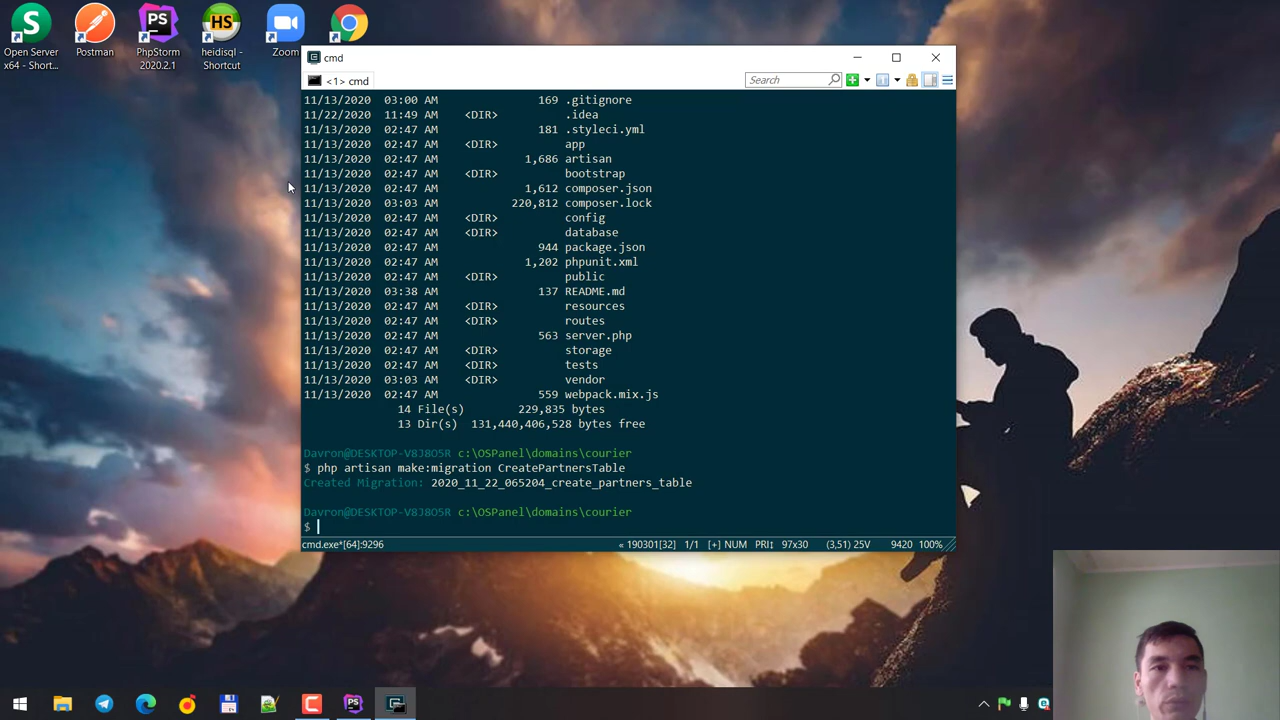 S
PS
HS
Open Server
x64 - Short...
Postman
PhpStorm
2020.2.1
heidisql -
Shortcut
Zoom
cmd
<1> cmd
Search
11/13/2020 03:00 AM 169 .gitignore
11/22/2020 11:49 AM <DIR> .idea
11/13/2020 02:47 AM 181 .styleci.yml
11/13/2020 02:47 AM <DIR> app
11/13/2020 02:47 AM 1,686 artisan
11/13/2020 02:47 AM <DIR> bootstrap
11/13/2020 02:47 AM 1,612 composer.json
11/13/2020 03:03 AM 220,812 composer.lock
11/13/2020 02:47 AM <DIR> config
11/13/2020 02:47 AM <DIR> database
11/13/2020 02:47 AM 944 package.json
11/13/2020 02:47 AM 1,202 phpunit.xml
11/13/2020 02:47 AM <DIR> public
11/13/2020 03:38 AM 137 README.md
11/13/2020 02:47 AM <DIR> resources
11/13/2020 02:47 AM <DIR> routes
11/13/2020 02:47 AM 563 server.php
11/13/2020 02:47 AM <DIR> storage
11/13/2020 02:47 AM <DIR> tests
11/13/2020 03:03 AM <DIR> vendor
11/13/2020 02:47 AM 559 webpack.mix.js
14 File(s) 229,835 bytes
13 Dir(s) 131,440,406,528 bytes free
Davron@DESKTOP-V8J8O5R c:\OSPanel\domains\courier
$ php artisan make:migration CreatePartnersTable
Created Migration: 2020_11_22_065204_create_partners_table
Davron@DESKTOP-V8J8O5R c:\OSPanel\domains\courier
$
cmd.exe*[64]:9296 « 190301[32] 1/1 [+] NUM PRI↕ 97x30 (3,51) 25V 9420 100%
PS